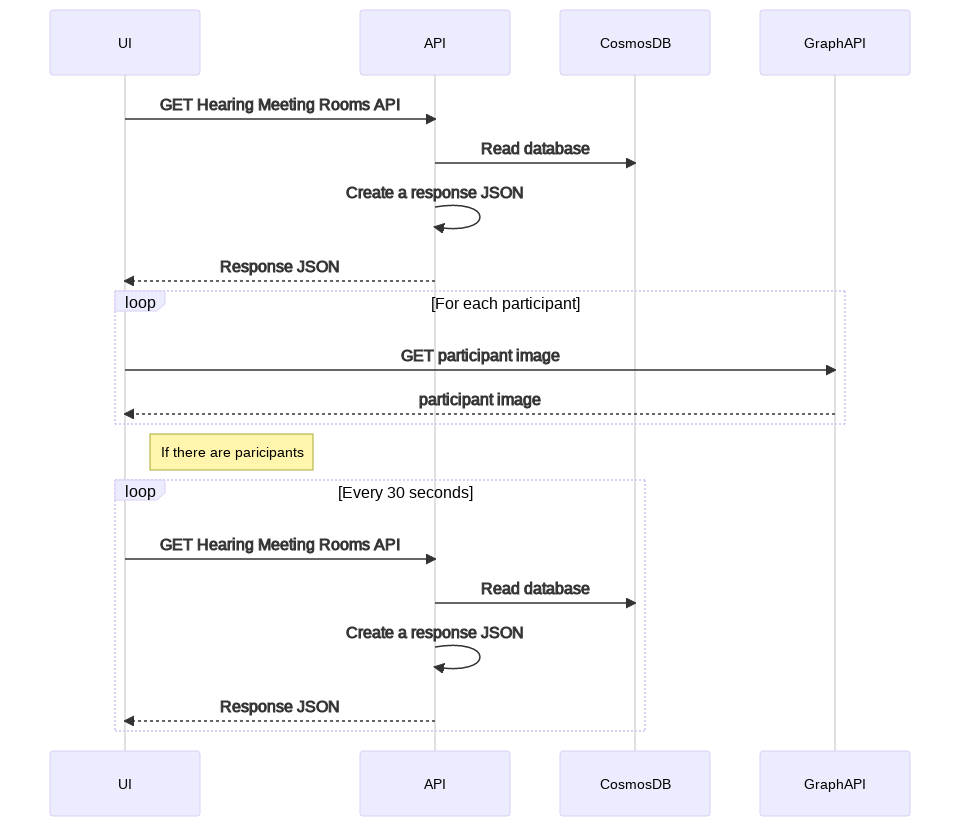 UI
API
CosmosDB
GraphAPI
GET Hearing Meeting Rooms API
Read database
Create a response JSON
Response JSON
loop
[For each participant]
GET participant image
participant image
If there are paricipants
loop
[Every 30 seconds]
GET Hearing Meeting Rooms API
Read database
Create a response JSON
Response JSON
UI
API
CosmosDB
GraphAPI